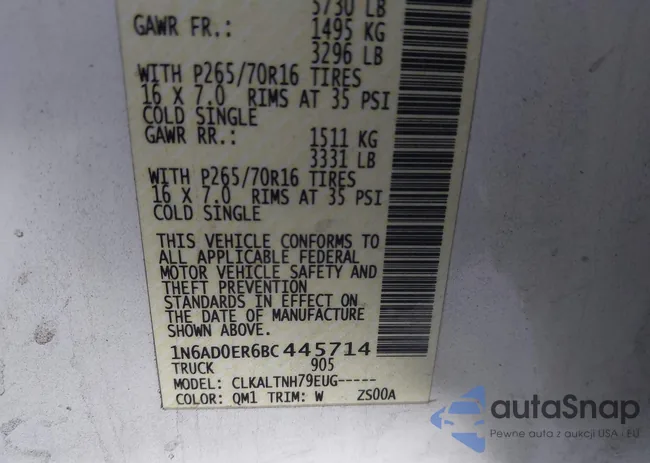 5730 LB
GAWR FR.: 1495 KG
3296 LB
WITH P265/70R16 TIRES
16 X 7.0 RIMS AT 35 PSI
COLD SINGLE
GAWR RR.: 1511 KG
3331 LB
WITH P265/70R16 TIRES
16 X 7.0 RIMS AT 35 PSI
COLD SINGLE
THIS VEHICLE CONFORMS TO
ALL APPLICABLE FEDERAL
MOTOR VEHICLE SAFETY AND
AND THEFT PREVENTION
STANDARDS IN EFFECT ON
THE DATE OF MANUFACTURE
SHOWN ABOVE.
1N6AD0ER6BC445714
TRUCK 905
MODEL: CLKALTNH79EUG-----
COLOR: QM1 TRIM: W ZS00A
autaSnap
Pewne auta z aukcji USA i EU